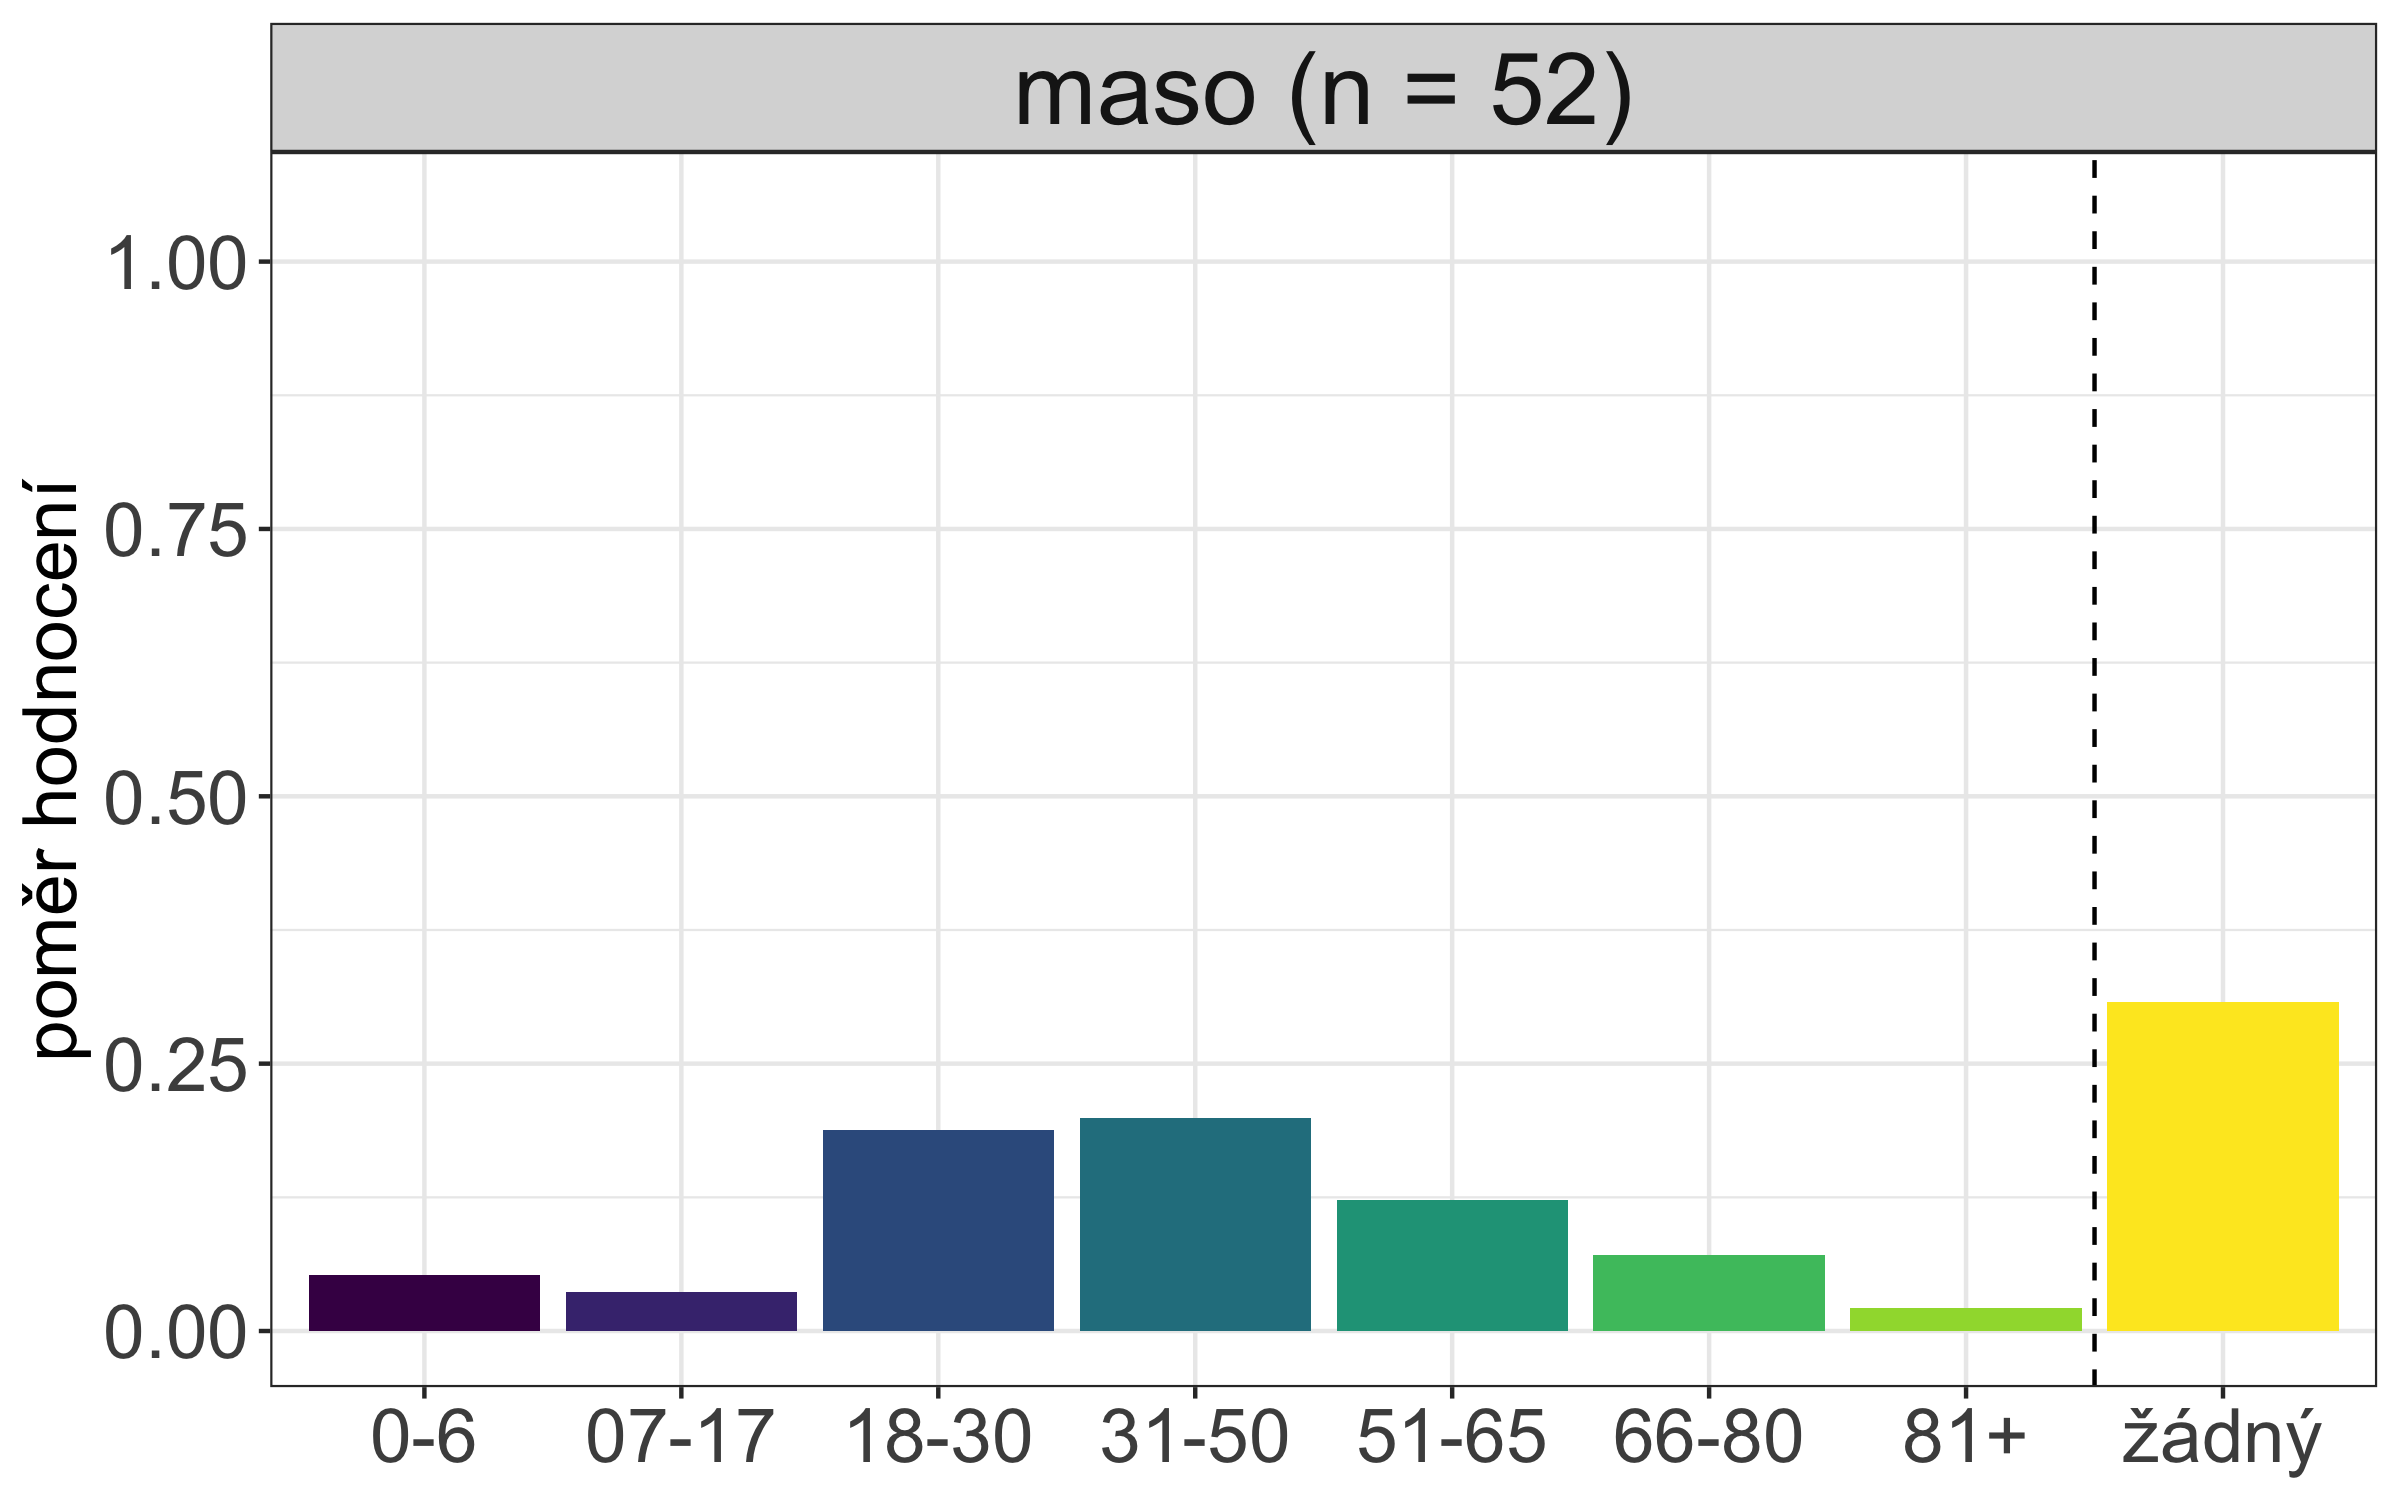 maso (n = 52)
poměr hodnocení
1.00
0.75
0.50
0.25
0.00
0-6 07-17 18-30 31-50 51-65 66-80 81+ žádný